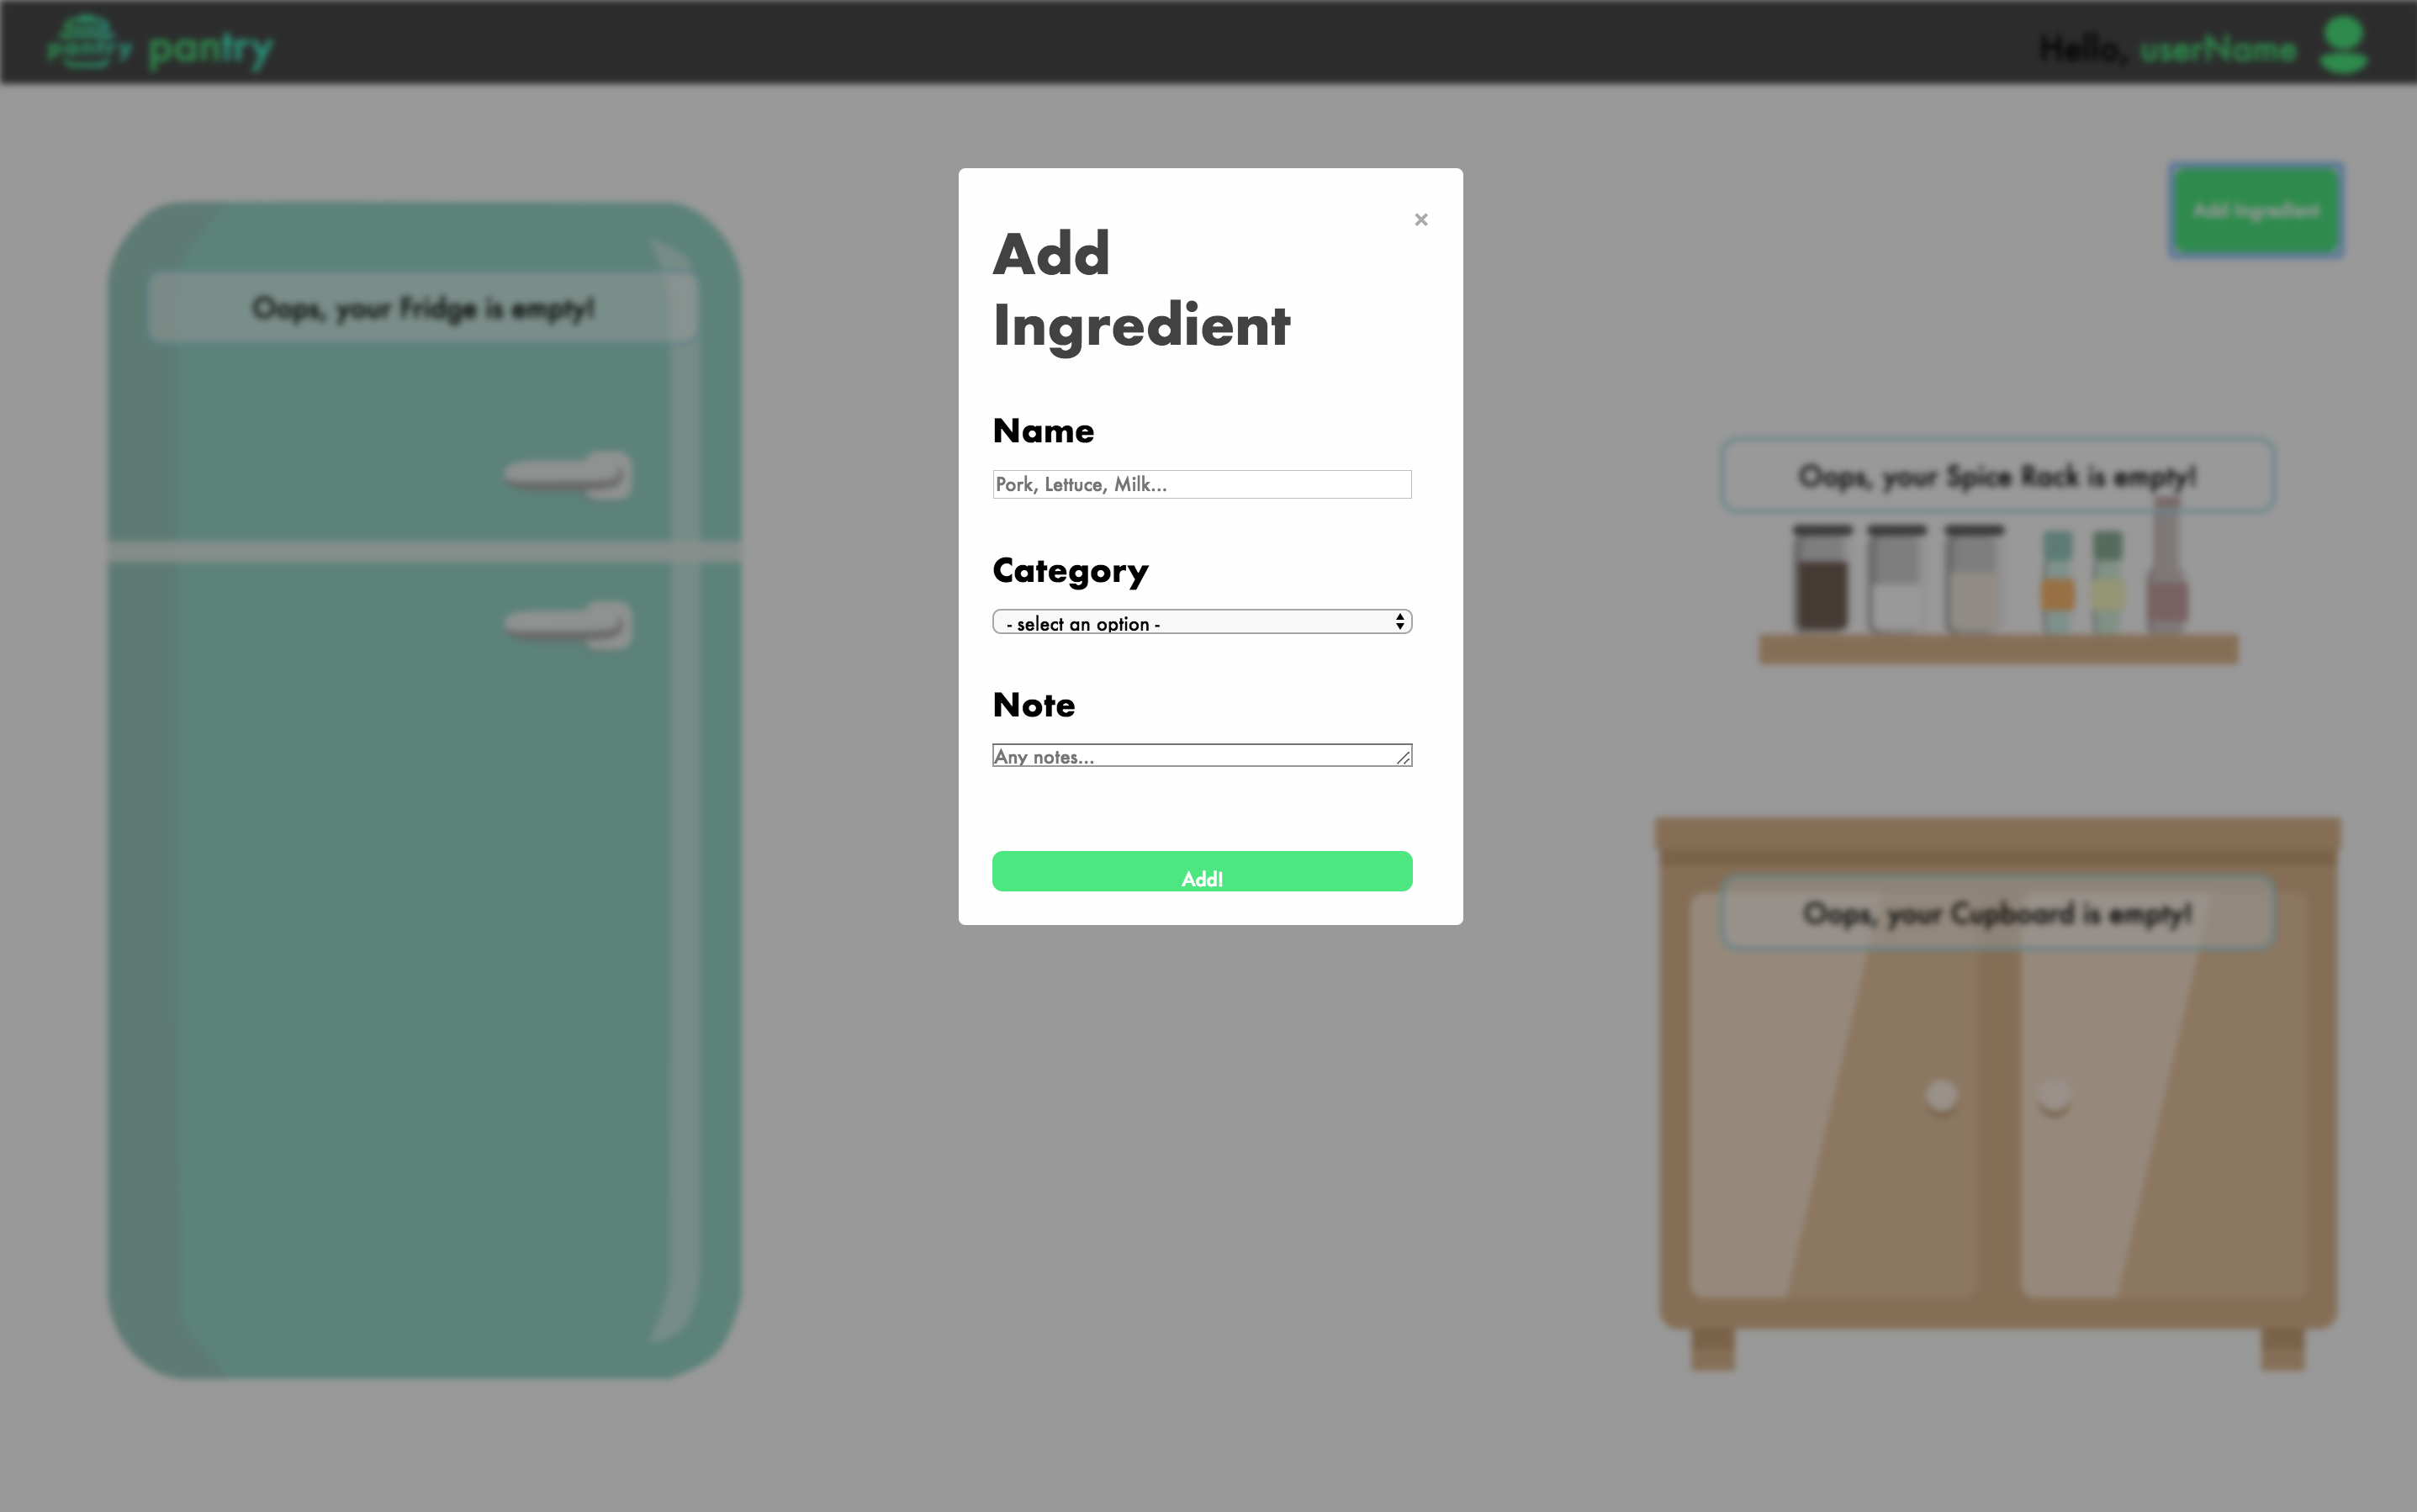 pantry pantry
Hello, userName
Add Ingredient
Oops, your Fridge is empty!
×
Add
Ingredient
Name
Pork, Lettuce, Milk...
Category
- select an option -
Note
Any notes...
Add!
Oops, your Spice Rack is empty!
Oops, your Cupboard is empty!